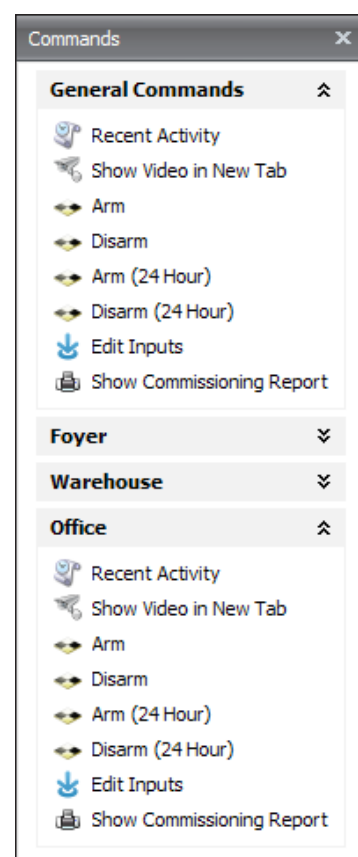 Commands
General Commands
Recent Activity
Show Video in New Tab
Arm
Disarm
Arm (24 Hour)
Disarm (24 Hour)
Edit Inputs
Show Commissioning Report
Foyer
Warehouse
Office
Recent Activity
Show Video in New Tab
Arm
Disarm
Arm (24 Hour)
Disarm (24 Hour)
Edit Inputs
Show Commissioning Report